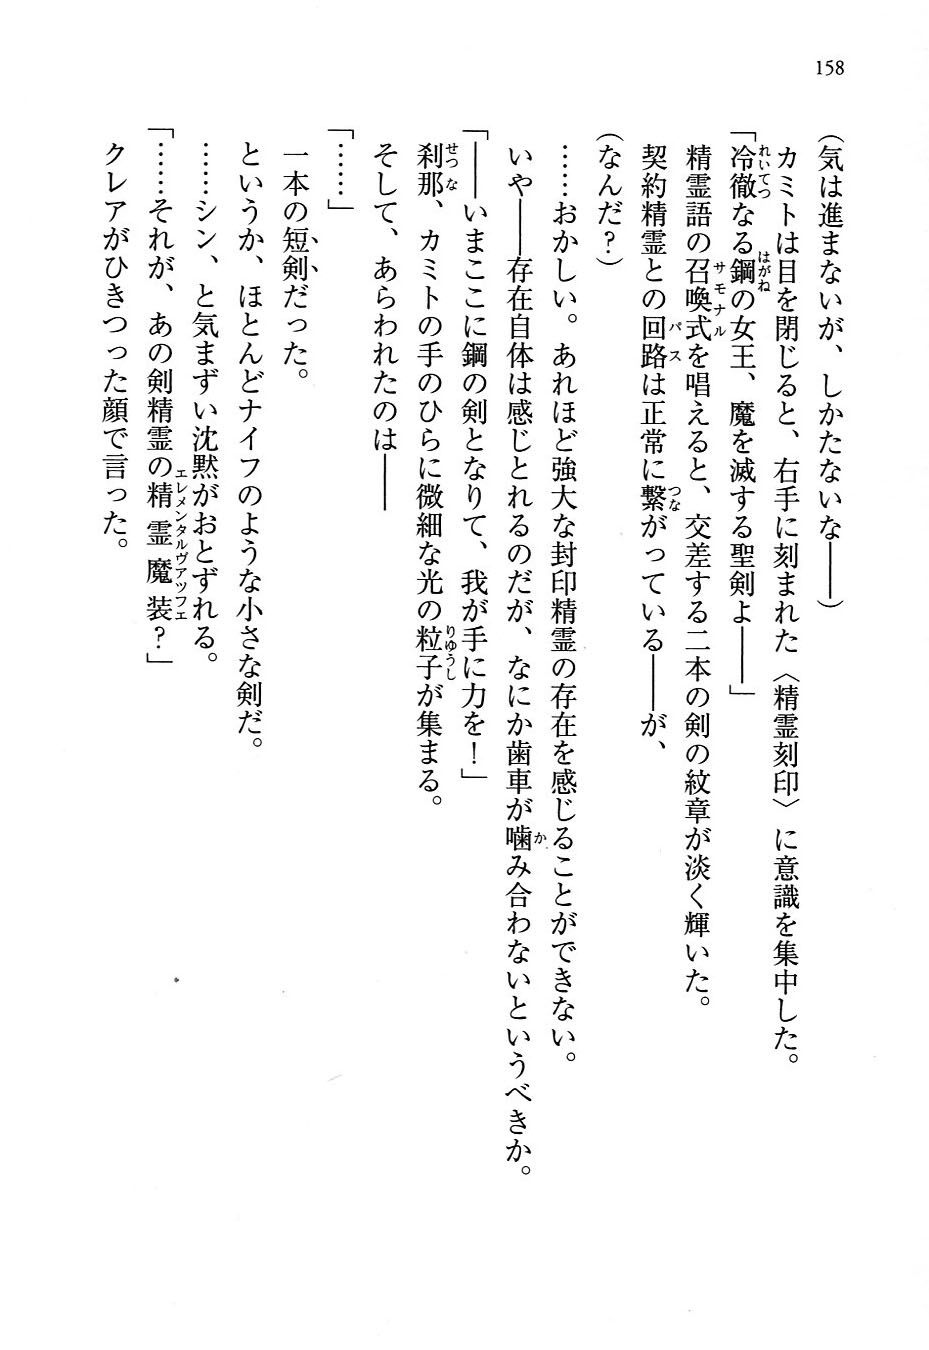 158
(気は進まないが、しかたないな――)
カミトは目を閉じると、右手に刻まれた〈精霊刻印〉に意識を集中した。
「冷徹なる鋼の女王、魔を滅する聖剣よ――」
精霊語の召喚式を唱えると、交差する二本の剣の紋章が淡く輝いた。
契約精霊との回路は正常に繋がっている――が、
(なんだ?)
……おかしい。あれほど強大な封印精霊の存在を感じることができない。
いや――存在自体は感じとれるのだが、なにか歯車が噛み合わないというべきか。
「――いまここに鋼の剣となりて、我が手に力を!」
刹那、カミトの手のひらに微細な光の粒子が集まる。
そして、あらわれたのは――
「……」
一本の短剣だった。
というか、ほとんどナイフのような小さな剣だ。
……シン、と気まずい沈黙がおとずれる。
「……それが、あの剣精霊の精霊魔装?」
クレアがひきつった顔で言った。